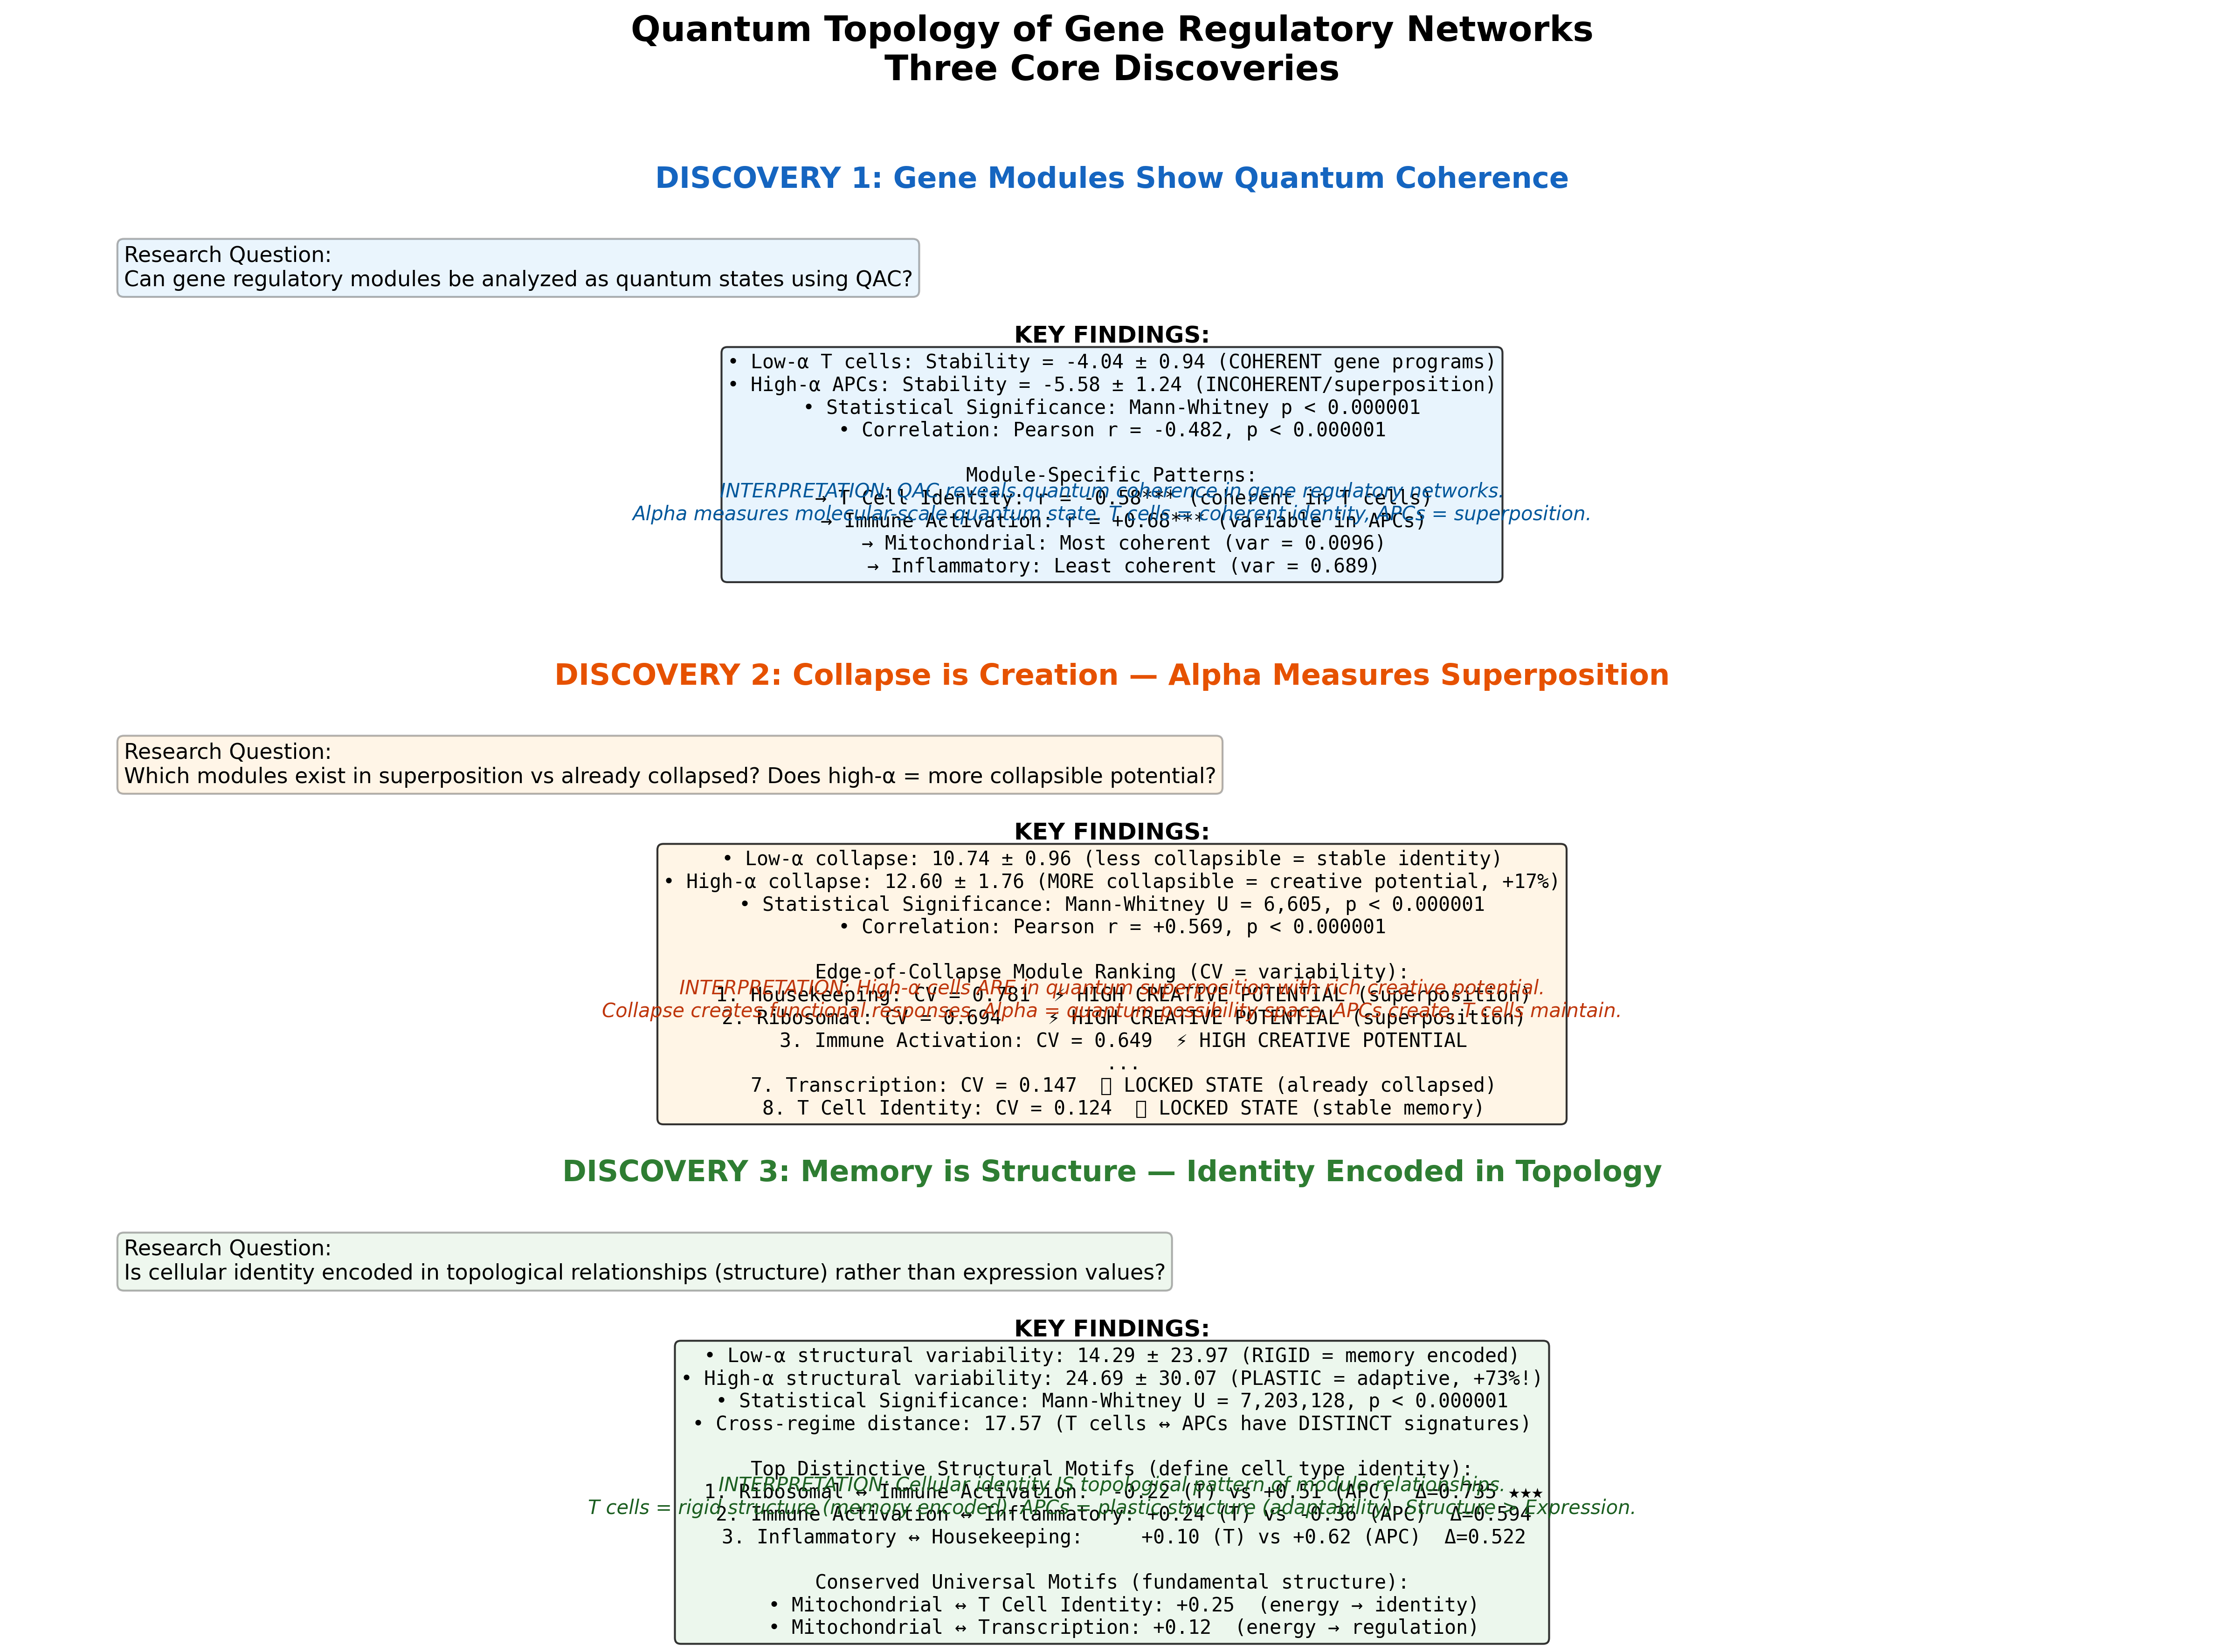 Quantum Topology of Gene Regulatory Networks
Three Core Discoveries
DISCOVERY 1: Gene Modules Show Quantum Coherence
Research Question:
Can gene regulatory modules be analyzed as quantum states using QAC?
KEY FINDINGS:
• Low-α T cells: Stability = -4.04 ± 0.94 (COHERENT gene programs)
• High-α APCs: Stability = -5.58 ± 1.24 (INCOHERENT/superposition)
• Statistical Significance: Mann-Whitney p < 0.000001
• Correlation: Pearson r = -0.482, p < 0.000001
Module-Specific Patterns:
INTERPRETATION: QAC reveals quantum coherence in gene regulatory networks.
→ T Cell Identity: r = -0.58*** (coherent in T cells)
Alpha measures molecular-scale quantum state. T cells = coherent identity, APCs = superposition.
→ Immune Activation: r = +0.68*** (variable in APCs)
→ Mitochondrial: Most coherent (var = 0.0096)
→ Inflammatory: Least coherent (var = 0.689)
DISCOVERY 2: Collapse is Creation — Alpha Measures Superposition
Research Question:
Which modules exist in superposition vs already collapsed? Does high-α = more collapsible potential?
KEY FINDINGS:
• Low-α collapse: 10.74 ± 0.96 (less collapsible = stable identity)
• High-α collapse: 12.60 ± 1.76 (MORE collapsible = creative potential, +17%)
• Statistical Significance: Mann-Whitney U = 6,605, p < 0.000001
• Correlation: Pearson r = +0.569, p < 0.000001
Edge-of-Collapse Module Ranking (CV = variability):
INTERPRETATION: High-α cells ARE in quantum superposition with rich creative potential.
1. Housekeeping: CV = 0.781 ⚡ HIGH CREATIVE POTENTIAL (superposition)
Collapse creates functional responses. Alpha = quantum possibility space. APCs create, T cells maintain.
2. Ribosomal: CV = 0.694 ⚡ HIGH CREATIVE POTENTIAL (superposition)
3. Immune Activation: CV = 0.649 ⚡ HIGH CREATIVE POTENTIAL
...
7. Transcription: CV = 0.147 LOCKED STATE (already collapsed)
8. T Cell Identity: CV = 0.124 LOCKED STATE (stable memory)
DISCOVERY 3: Memory is Structure — Identity Encoded in Topology
Research Question:
Is cellular identity encoded in topological relationships (structure) rather than expression values?
KEY FINDINGS:
• Low-α structural variability: 14.29 ± 23.97 (RIGID = memory encoded)
• High-α structural variability: 24.69 ± 30.07 (PLASTIC = adaptive, +73%!)
• Statistical Significance: Mann-Whitney U = 7,203,128, p < 0.000001
• Cross-regime distance: 17.57 (T cells ↔ APCs have DISTINCT signatures)
Top Distinctive Structural Motifs (define cell type identity):
INTERPRETATION: Cellular identity IS topological pattern of module relationships.
1. Ribosomal ↔ Immune Activation: -0.22 (T) vs +0.51 (APC) Δ=0.735 ★★★
T cells = rigid structure (memory encoded). APCs = plastic structure (adaptability). Structure > Expression.
2. Immune Activation ↔ Inflammatory: +0.24 (T) vs -0.36 (APC) Δ=0.594
3. Inflammatory ↔ Housekeeping: +0.10 (T) vs +0.62 (APC) Δ=0.522
Conserved Universal Motifs (fundamental structure):
• Mitochondrial ↔ T Cell Identity: +0.25 (energy → identity)
• Mitochondrial ↔ Transcription: +0.12 (energy → regulation)